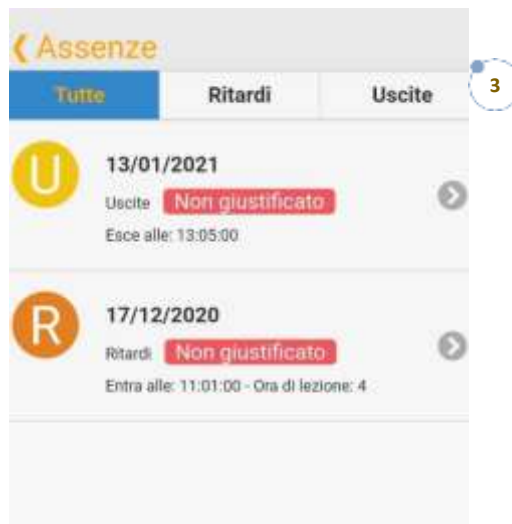 Assenze
Tutte Ritardi Uscite
3
U
13/01/2021
Uscite Non giustificato
Esce alle: 13:05:00
R
17/12/2020
Ritardi Non giustificato
Entra alle: 11:01:00 - Ora di lezione: 4